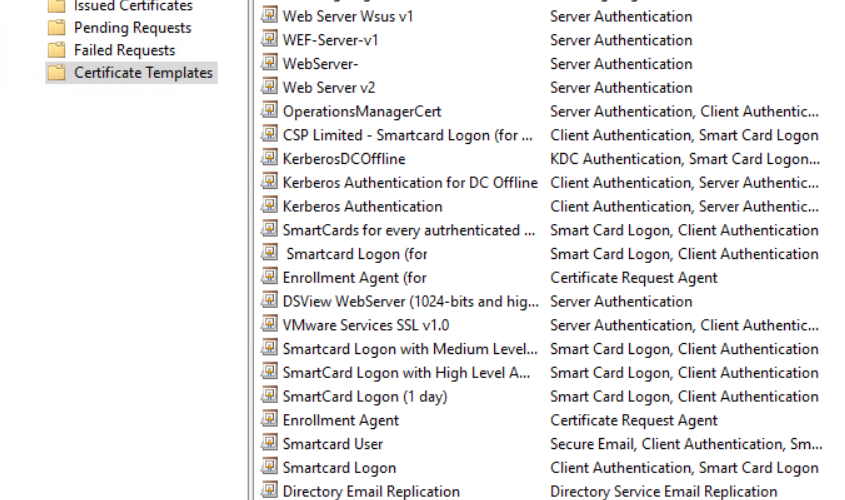 Issued Certificates
Pending Requests
Failed Requests
Certificate Templates
Web Server Wsus v1 Server Authentication
WEF-Server-v1 Server Authentication
WebServer- Server Authentication
Web Server v2 Server Authentication
OperationsManagerCert Server Authentication, Client Authentic...
CSP Limited - Smartcard Logon (for ... Client Authentication, Smart Card Logon
KerberosDCOffline KDC Authentication, Smart Card Logon...
Kerberos Authentication for DC Offline Client Authentication, Server Authentic...
Kerberos Authentication Client Authentication, Server Authentic...
SmartCards for every autrhenticated ... Smart Card Logon, Client Authentication
Smartcard Logon (for Smart Card Logon, Client Authentication
Enrollment Agent (for Certificate Request Agent
DSView WebServer (1024-bits and hig... Server Authentication
VMware Services SSL v1.0 Server Authentication, Client Authentic...
Smartcard Logon with Medium Level... Smart Card Logon, Client Authentication
SmartCard Logon with High Level A... Smart Card Logon, Client Authentication
SmartCard Logon (1 day) Smart Card Logon, Client Authentication
Enrollment Agent Certificate Request Agent
Smartcard User Secure Email, Client Authentication, Sm...
Smartcard Logon Client Authentication, Smart Card Logon
Directory Email Replication Directory Service Email Replication